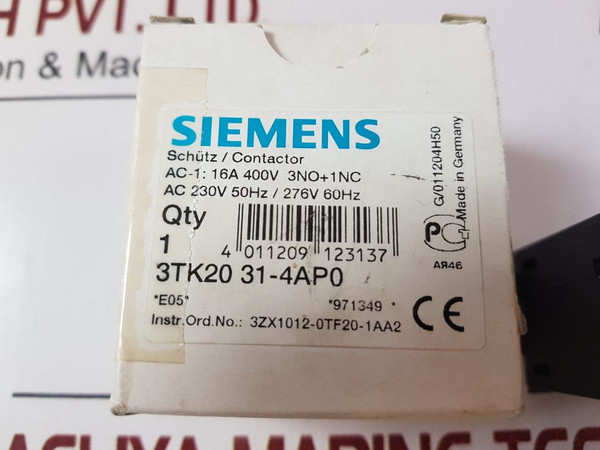 H PVT. LTD
on & Mac
SIEMENS
Schütz / Contactor
AC-1: 16A 400V 3NO+1NC
AC 230V 50Hz / 276V 60Hz
Qty
1
4 011209 123137
3TK20 31-4AP0
*E05* *971349 *
Instr.Ord.No.: 3ZX1012-0TF20-1AA2
CE
G/011204H50
Made in Germany
P
АЯ46